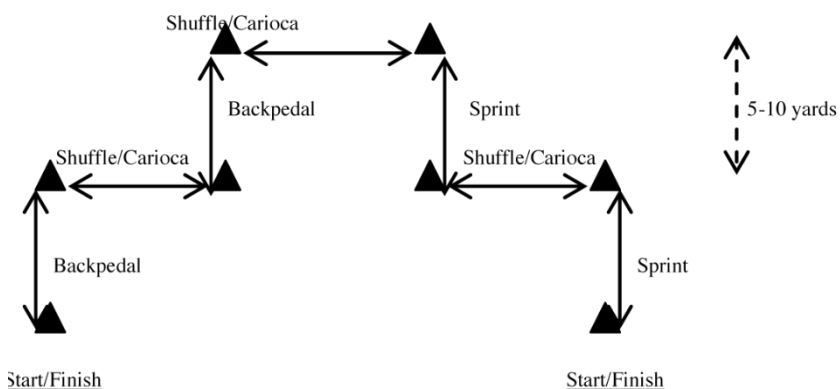 Shuffle/Carioca
Backpedal
Sprint
5-10 yards
Shuffle/Carioca
Shuffle/Carioca
Backpedal
Sprint
Start/Finish
Start/Finish